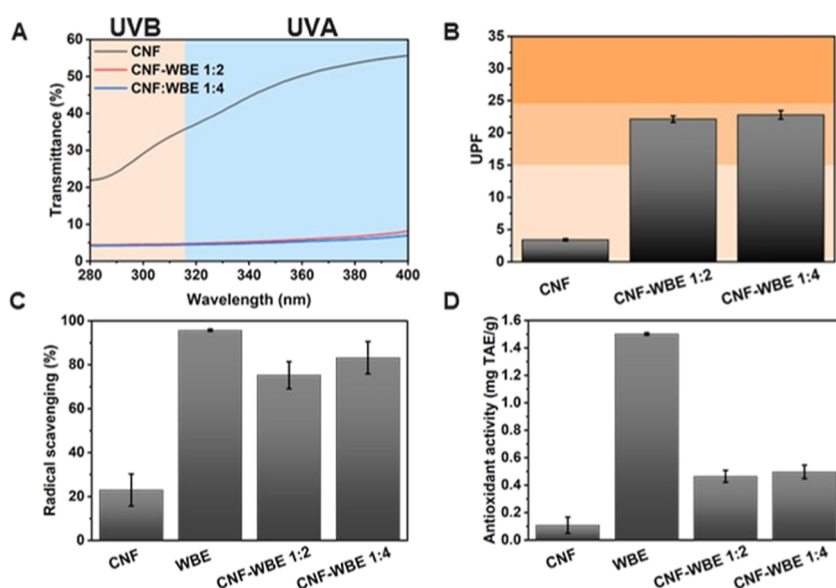 A
UVB
UVA
60
50
40
30
20
10
0
Transmittance (%)
CNF
CNF-WBE 1:2
CNF:WBE 1:4
280
300
320
340
360
380
400
Wavelength (nm)
B
35
30
25
20
15
10
5
0
UPF
CNF
CNF-WBE 1:2
CNF-WBE 1:4
C
100
80
60
40
20
0
Radical scavenging (%)
CNF
WBE
CNF-WBE 1:2
CNF-WBE 1:4
D
1.6
1.4
1.2
1.0
0.8
0.6
0.4
0.2
0.0
Antioxidant activity (mg TAE/g)
CNF
WBE
CNF-WBE 1:2
CNF-WBE 1:4